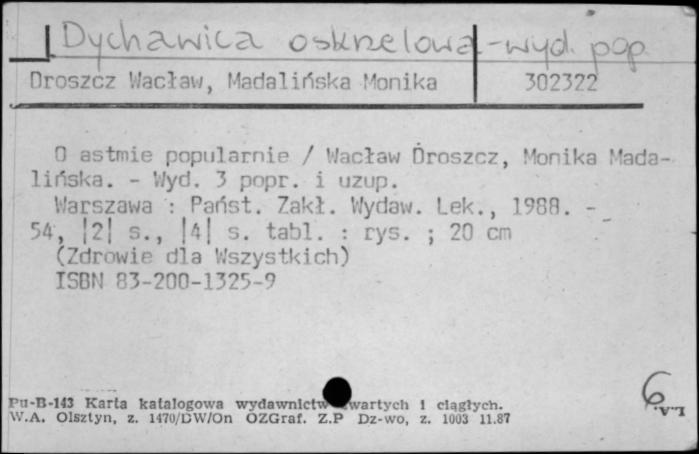 Dychawica oskrzelowa - wyd. pop.
Droszcz Wacław, Madalińska Monika 302322
O astmie popularnie / Wacław Droszcz, Monika Mada-
lińska. - Wyd. 3 popr. i uzup.
Warszawa : Państ. Zakł. Wydaw. Lek., 1988. -
54, |2| s., |4| s. tabl. : rys. ; 20 cm
(Zdrowie dla Wszystkich)
ISBN 83-200-1325-9
Pu-B-143 Karta katalogowa wydawnictw zwartych i ciągłych.
W.A. Olsztyn, z. 1470/DW/On OZGraf. Z.P Dz-wo, z. 1003 11.87